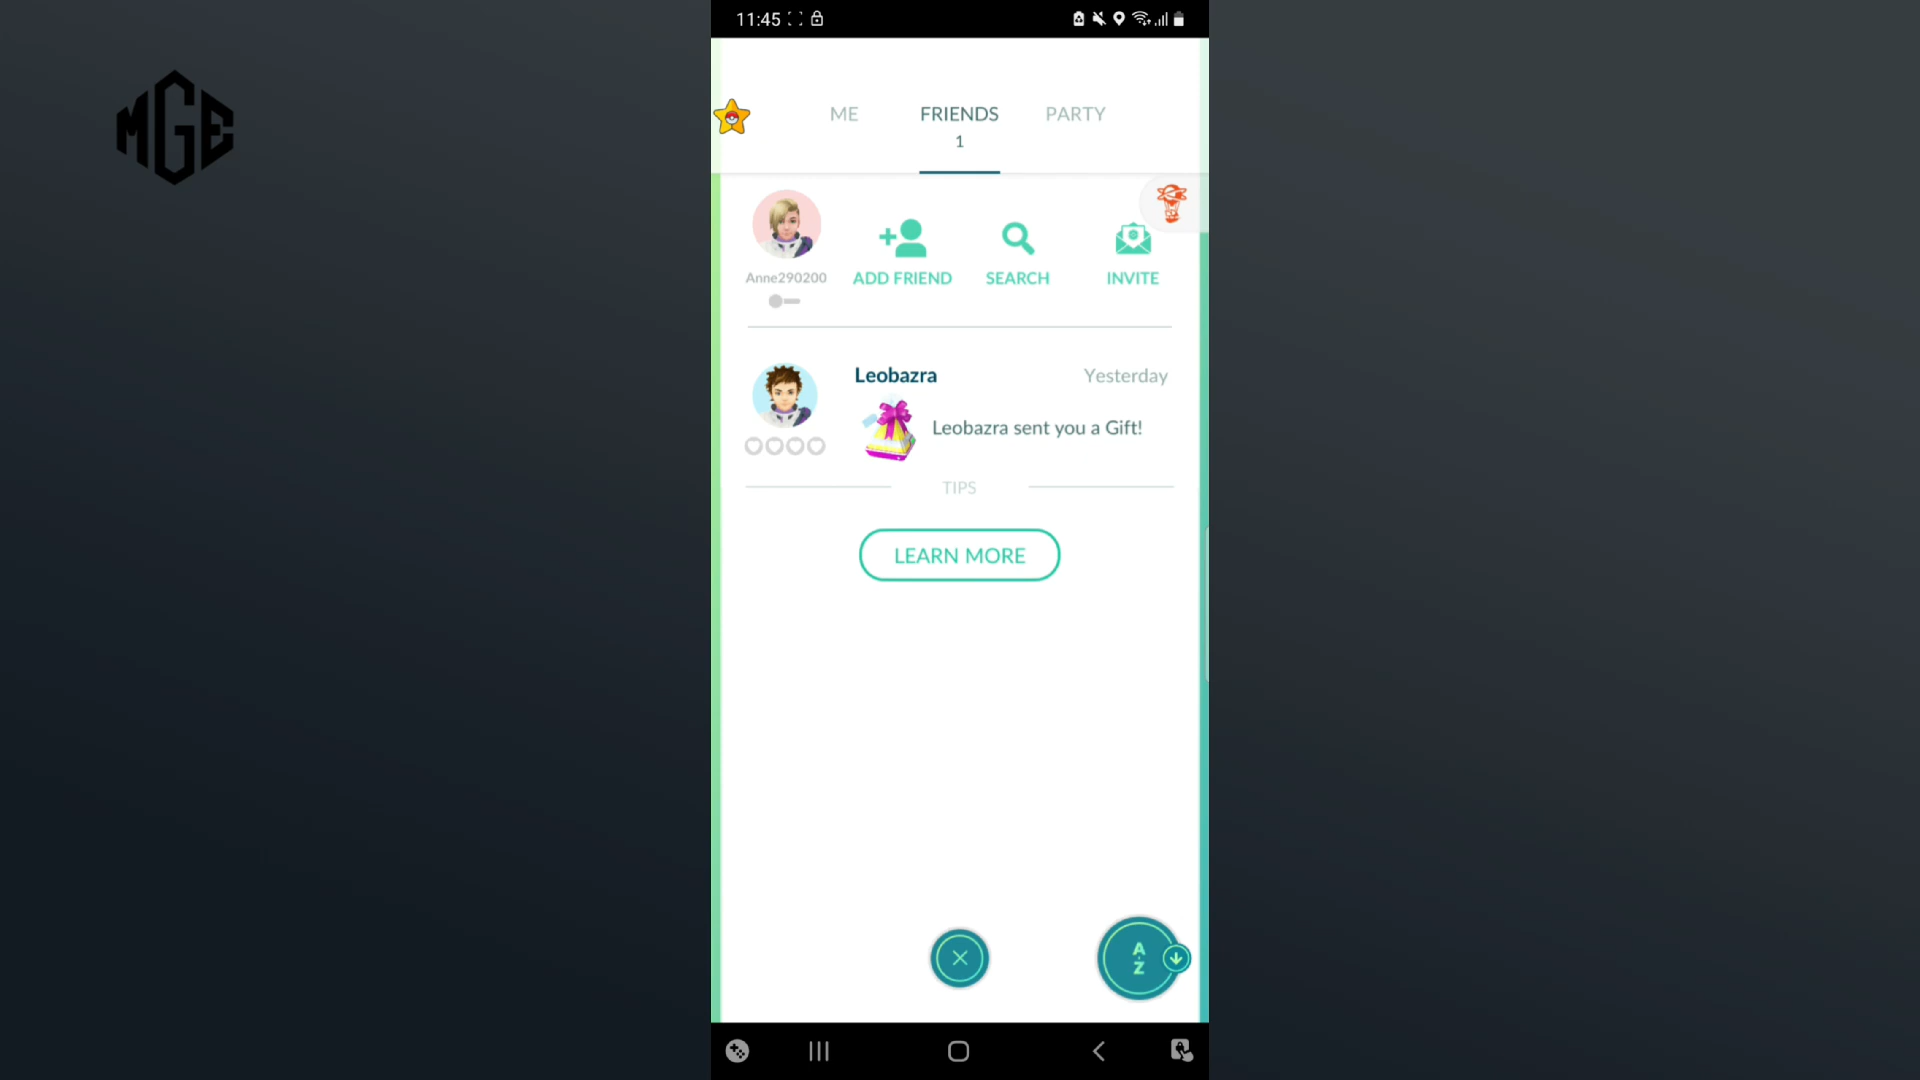 11:45
MGE
ME
FRIENDS
PARTY
1
Anne290200
ADD FRIEND
SEARCH
INVITE
Leobazra
Yesterday
Leobazra sent you a Gift!
TIPS
LEARN MORE
A
Z